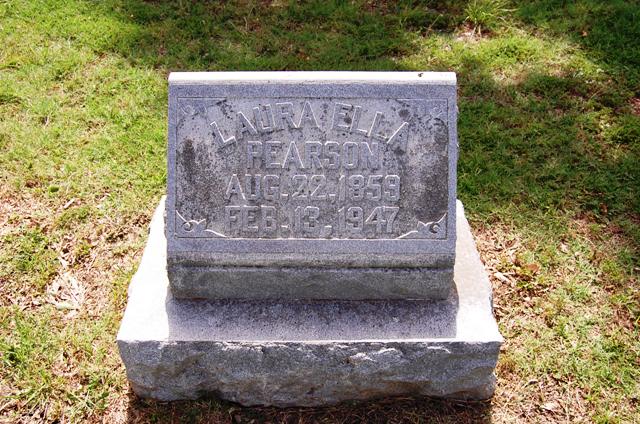 LAURA ELLA
PEARSON
AUG. 22. 1859
FEB. 13, 1947